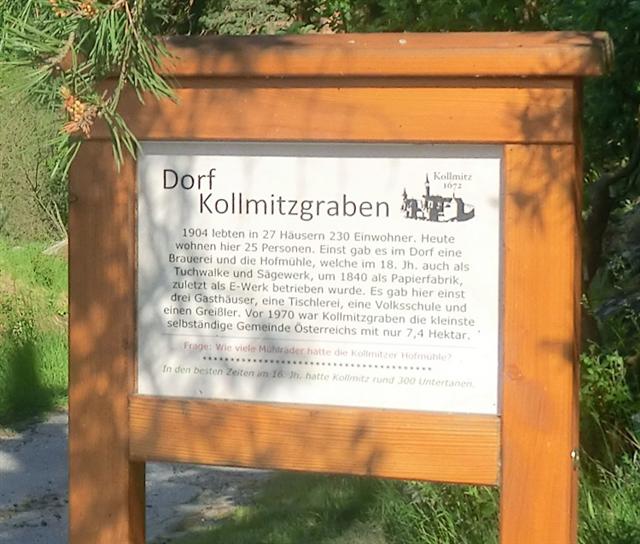 Dorf
Kollmitzgraben
Kollmitz
1672
1904 lebten in 27 Häusern 230 Einwohner. Heute
wohnen hier 25 Personen. Einst gab es im Dorf eine
Brauerei und die Hofmühle, welche im 18. Jh. auch als
Tuchwalke und Sägewerk, um 1840 als Papierfabrik,
zuletzt als E-Werk betrieben wurde. Es gab hier einst
drei Gasthäuser, eine Tischlerei, eine Volksschule und
einen Greißler. Vor 1970 war Kollmitzgraben die kleinste
selbständige Gemeinde Österreichs mit nur 7,4 Hektar.
Frage: Wie viele Mühlräder hatte die Kollmitzer Hofmühle?
****************************************
In den besten Zeiten im 16. Jh. hatte Kollmitz rund 300 Untertanen.